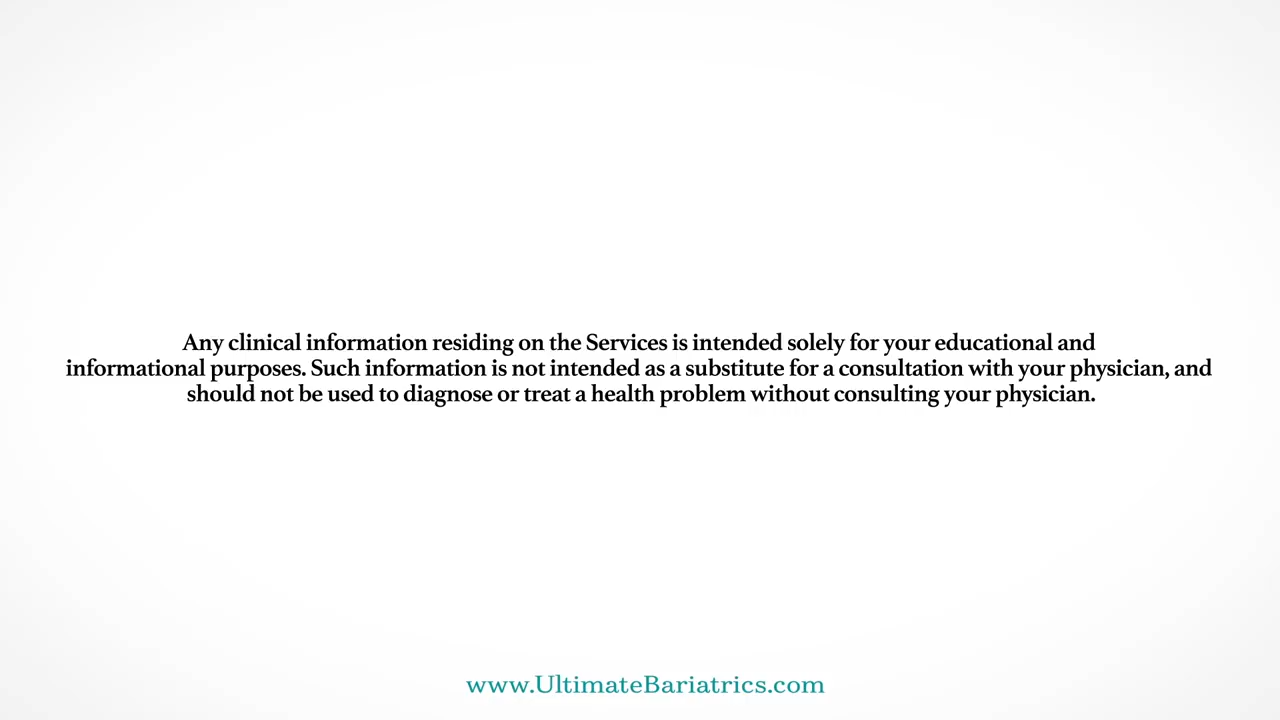 Any clinical information residing on the Services is intended solely for your educational and
informational purposes. Such information is not intended as a substitute for a consultation with your physician, and
should not be used to diagnose or treat a health problem without consulting your physician.
www.UltimateBariatrics.com